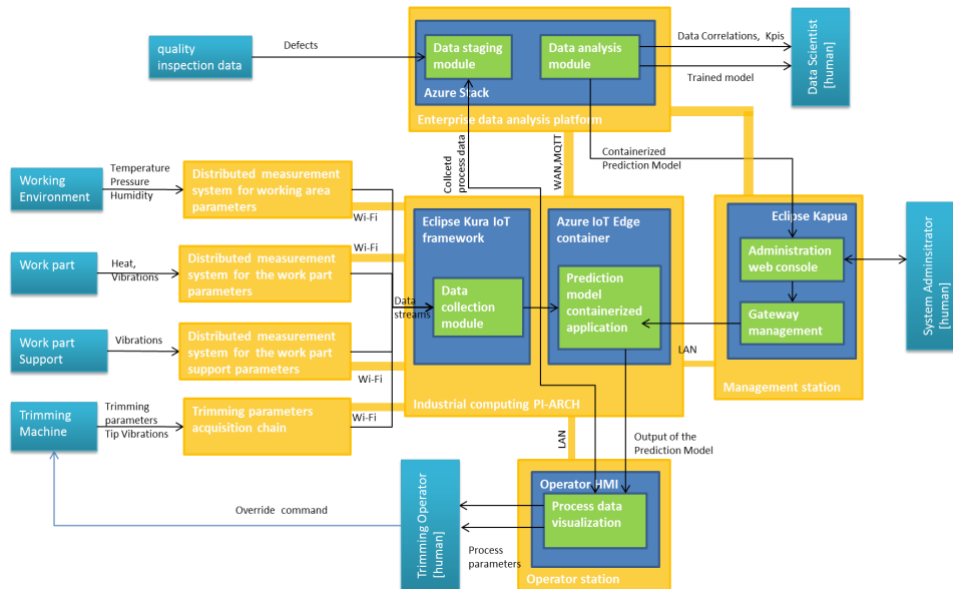 quality
inspection data
Defects
Data staging
module
Data analysis
module
Azure Stack
Enterprise data analysis platform
Data Correlations, Kpis
Trained model
Data Scientist
[human]
Collcetd
process data
WAN,MQTT
Containerized
Prediction Model
Working
Environment
Temperature
Pressure
Humidity
Distributed measurement
system for working area
parameters
Wi-Fi
Work part
Heat,
Vibrations
Distributed measurement
system for the work part
parameters
Wi-Fi
Work part
Support
Vibrations
Distributed measurement
system for the work part
support parameters
Wi-Fi
Trimming
Machine
Trimming
parameters
Tip Vibrations
Trimming parameters
acquisition chain
Wi-Fi
Data
streams
Eclipse Kura IoT
framework
Data
collection
module
Azure IoT Edge
container
Prediction
model
containerized
application
Industrial computing PI-ARCH
Eclipse Kapua
Administration
web console
Gateway
management
Management station
LAN
System Adminsitrator
[human]
LAN
Output of the
Prediction Model
Operator HMI
Process data
visualization
Operator station
Process
parameters
Trimming Operator
[human]
Override command